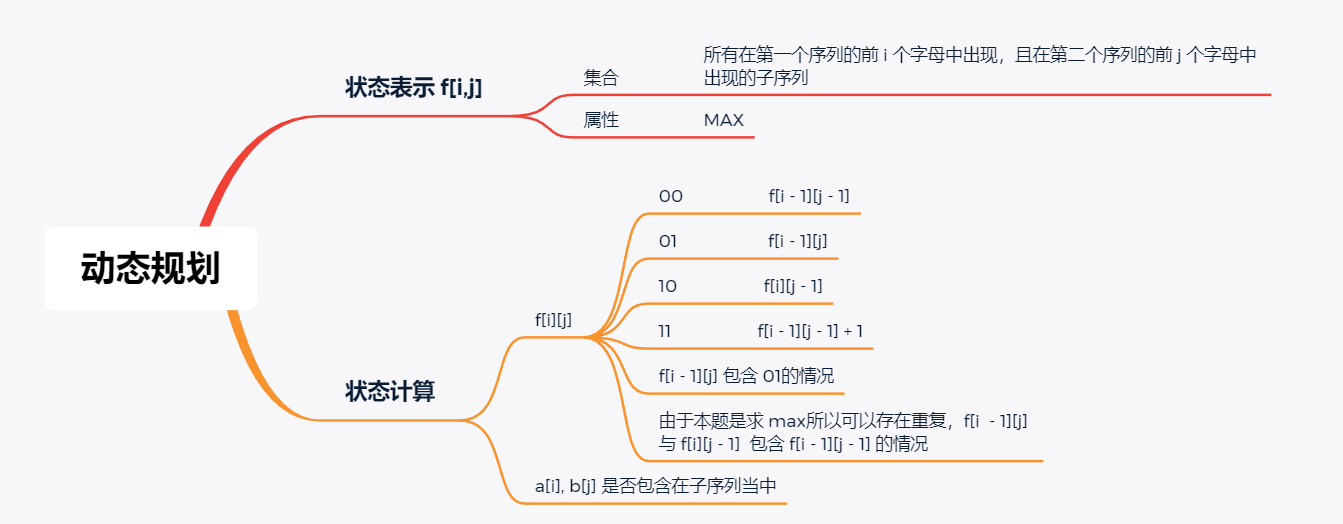 所有在第一个序列的前 i 个字母中出现，且在第二个序列的前 j 个字母中
出现的子序列
状态表示 f[i,j]
集合
属性 MAX
00 f[i - 1][j - 1]
01 f[i - 1][j]
动态规划
10 f[i][j - 1]
f[i][j]
11 f[i - 1][j - 1] + 1
f[i - 1][j] 包含 01的情况
状态计算
由于本题是求 max所以可以存在重复，f[i - 1][j]
与 f[i][j - 1] 包含 f[i - 1][j - 1] 的情况
a[i], b[j] 是否包含在子序列当中